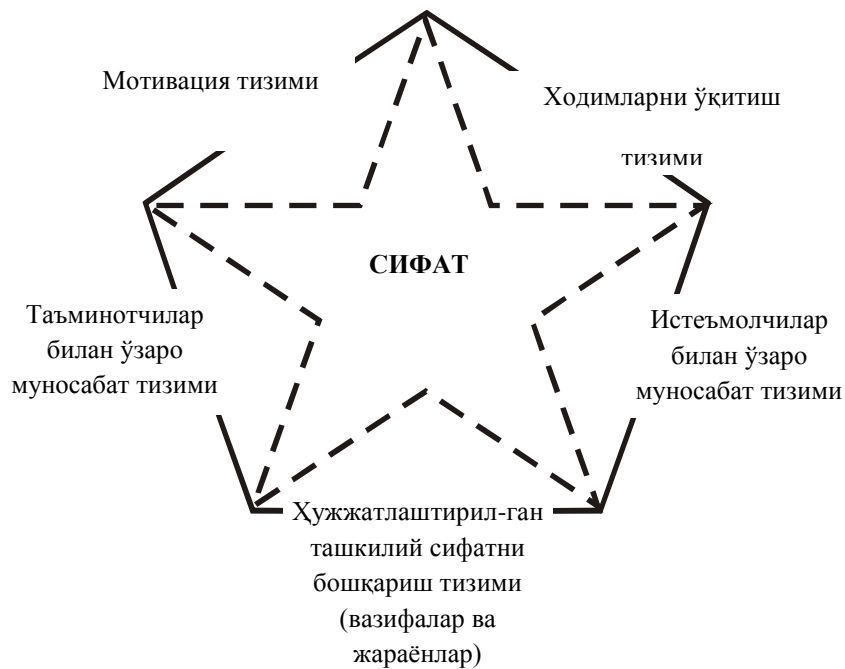 Мотивация тизими
Ходимларни ўқитиш
тизими
СИФАТ
Таъминотчилар
билан ўзаро
муносабат тизими
Истеъмолчилар
билан ўзаро
муносабат тизими
Ҳужжатлаштирил-ган
ташкилий сифатни
бошқариш тизими
(вазифалар ва
жараёнлар)